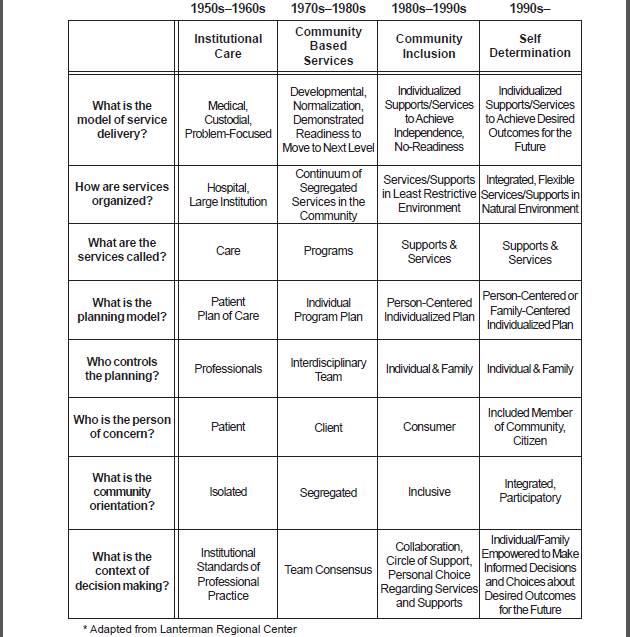 1950s–1960s 1970s–1980s 1980s–1990s 1990s–
Institutional Care
Community Based Services
Community Inclusion
Self Determination
What is the
model of service
delivery?
Medical,
Custodial,
Problem-Focused
Developmental,
Normalization,
Demonstrated
Readiness to
Move to Next Level
Individualized
Supports/Services
to Achieve
Independence,
No-Readiness
Individualized
Supports/Services
to Achieve Desired
Outcomes for the
Future
How are services
organized?
Hospital,
Large Institution
Continuum of
Segregated
Services in the
Community
Services/Supports
in Least Restrictive
Environment
Integrated, Flexible
Services/Supports in
Natural Environment
What are the
services called?
Care
Programs
Supports &
Services
Supports &
Services
What is the
planning model?
Patient
Plan of Care
Individual
Program Plan
Person-Centered
Individualized Plan
Person-Centered or
Family-Centered
Individualized Plan
Who controls
the planning?
Professionals
Interdisciplinary
Team
Individual & Family
Individual & Family
Who is the person
of concern?
Patient
Client
Consumer
Included Member
of Community,
Citizen
What is the
community
orientation?
Isolated
Segregated
Inclusive
Integrated,
Participatory
What is the
context of
decision making?
Institutional
Standards of
Professional
Practice
Team Consensus
Collaboration,
Circle of Support,
Personal Choice
Regarding Services
and Supports
Individual/Family
Empowered to Make
Informed Decisions
and Choices about
Desired Outcomes
for the Future
* Adapted from Lanterman Regional Center